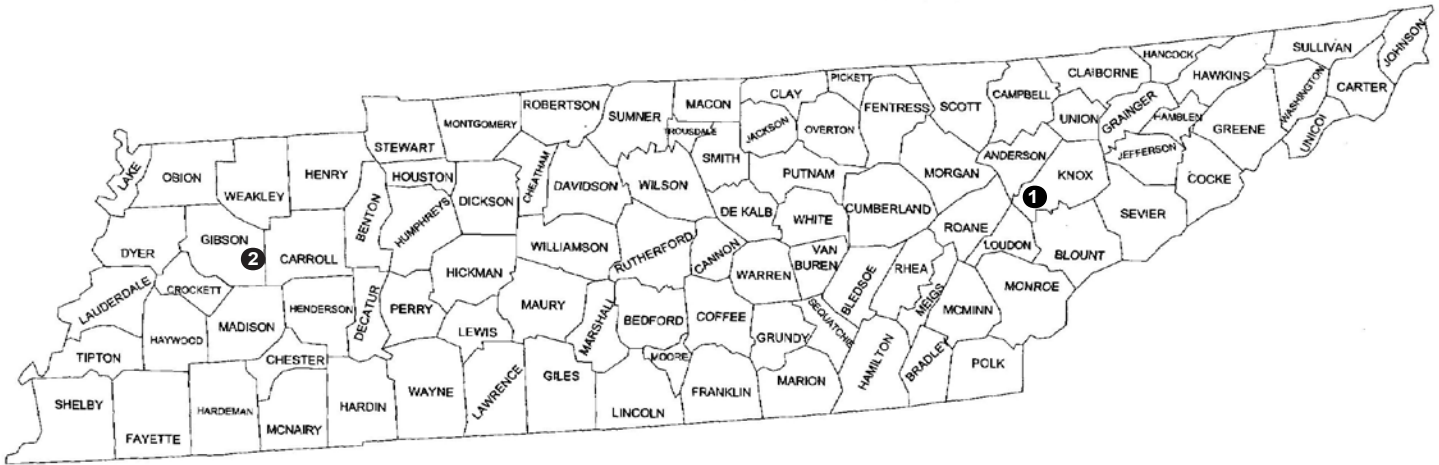 JOHNSON
SULLIVAN
HANCOCK
CLAIBORNE
HAWKINS
CARTER
WASHINGTON
UNICOI
PICKETT
CLAY
CAMPBELL
SCOTT
FENTRESS
MACON
ROBERTSON
SUMNER
MONTGOMERY
UNION
GRAINGER
HAMBLEN
GREENE
TROUSDALE
JACKSON
OVERTON
STEWART
SMITH
ANDERSON
JEFFERSON
LAKE
OBION
HENRY
HOUSTON
CHEATHAM
DAVIDSON
WILSON
PUTNAM
MORGAN
KNOX
COCKE
WEAKLEY
DICKSON
1
BENTON
HUMPHREYS
DE KALB
WHITE
CUMBERLAND
SEVIER
ROANE
GIBSON
2
DYER
CARROLL
WILLIAMSON
RUTHERFORD
CANNON
VAN
BUREN
LOUDON
BLOUNT
HICKMAN
WARREN
BLEDSOE
RHEA
LAUDERDALE
CROCKETT
MEIGS
MONROE
HENDERSON
DECATUR
PERRY
MAURY
MARSHALL
BEDFORD
COFFEE
SEQUATCHIE
MCMINN
MADISON
HAYWOOD
LEWIS
GRUNDY
TIPTON
CHESTER
MOORE
HAMILTON
BRADLEY
POLK
WAYNE
LAWRENCE
GILES
FRANKLIN
MARION
SHELBY
HARDEMAN
HARDIN
LINCOLN
FAYETTE
MCNAIRY